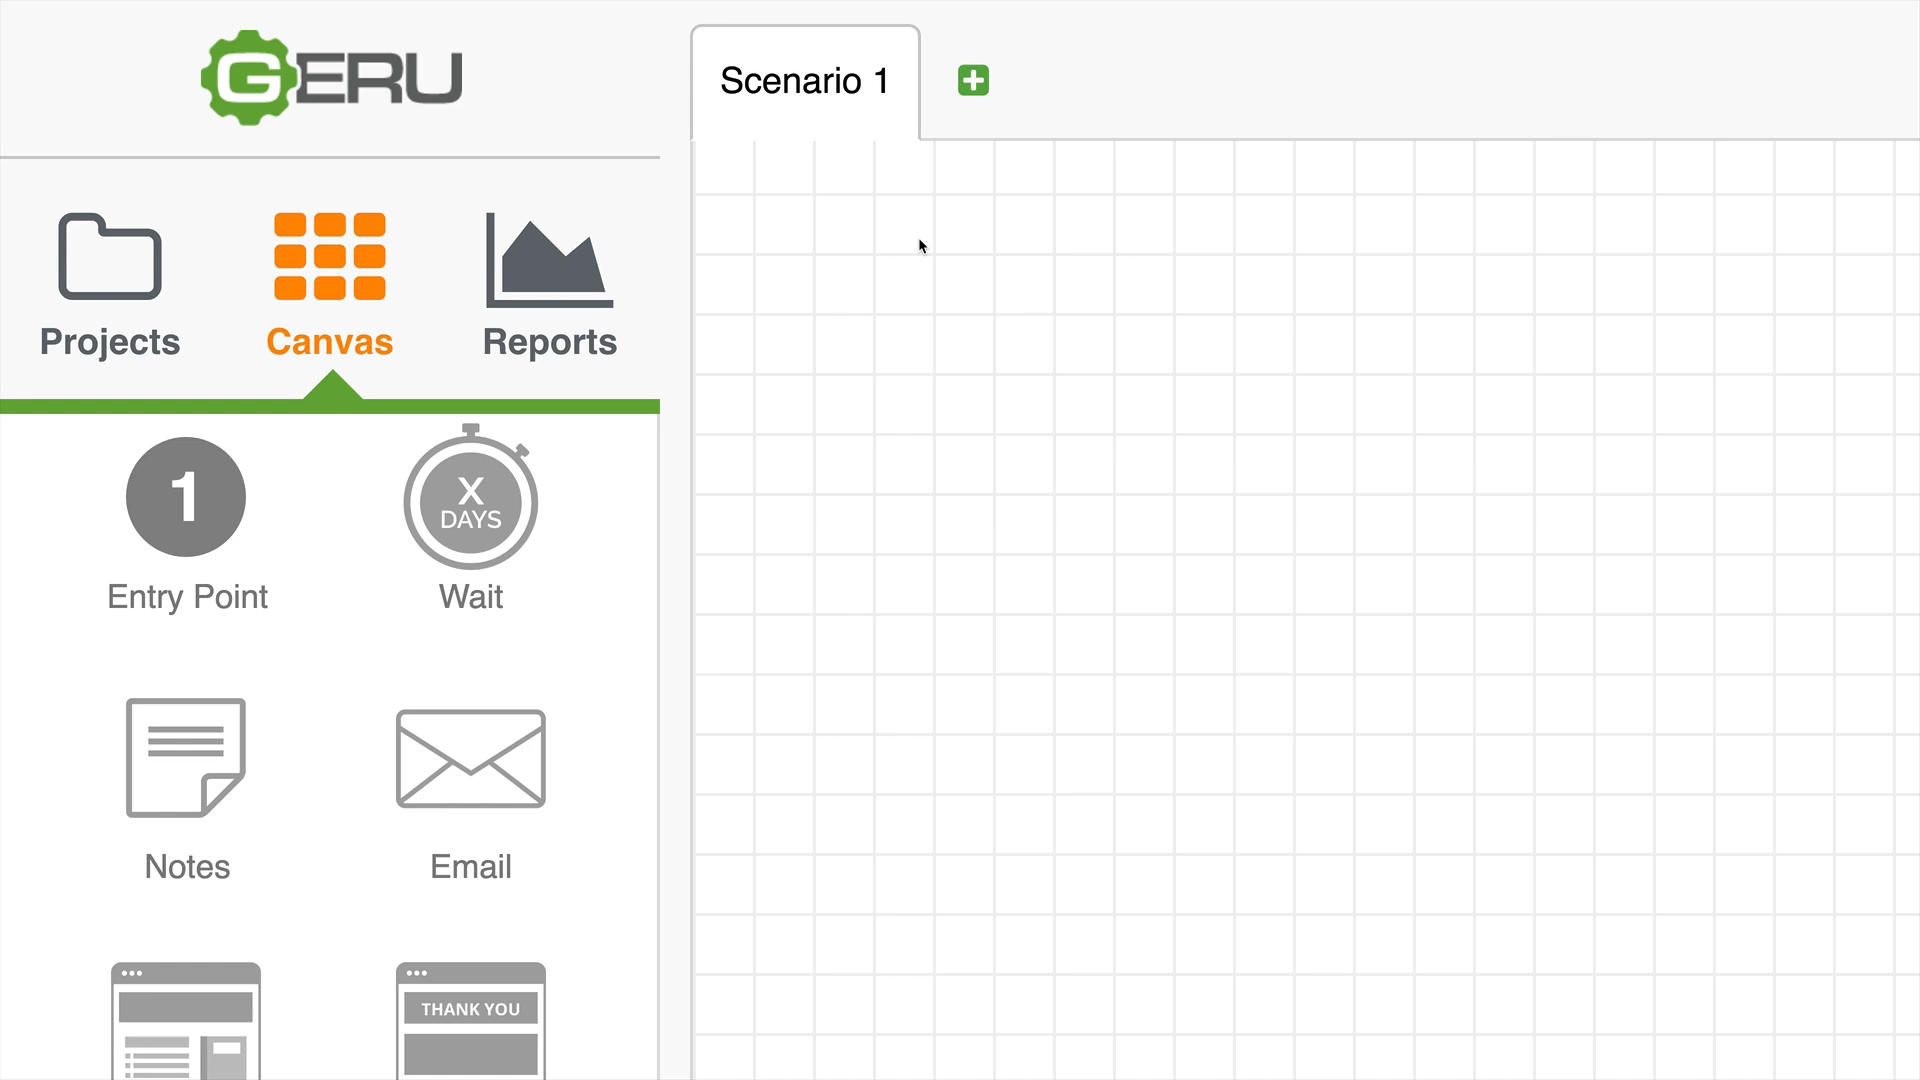 GERU
Scenario 1
Projects
Canvas
Reports
1
X
DAYS
Entry Point
Wait
Notes
Email
THANK YOU